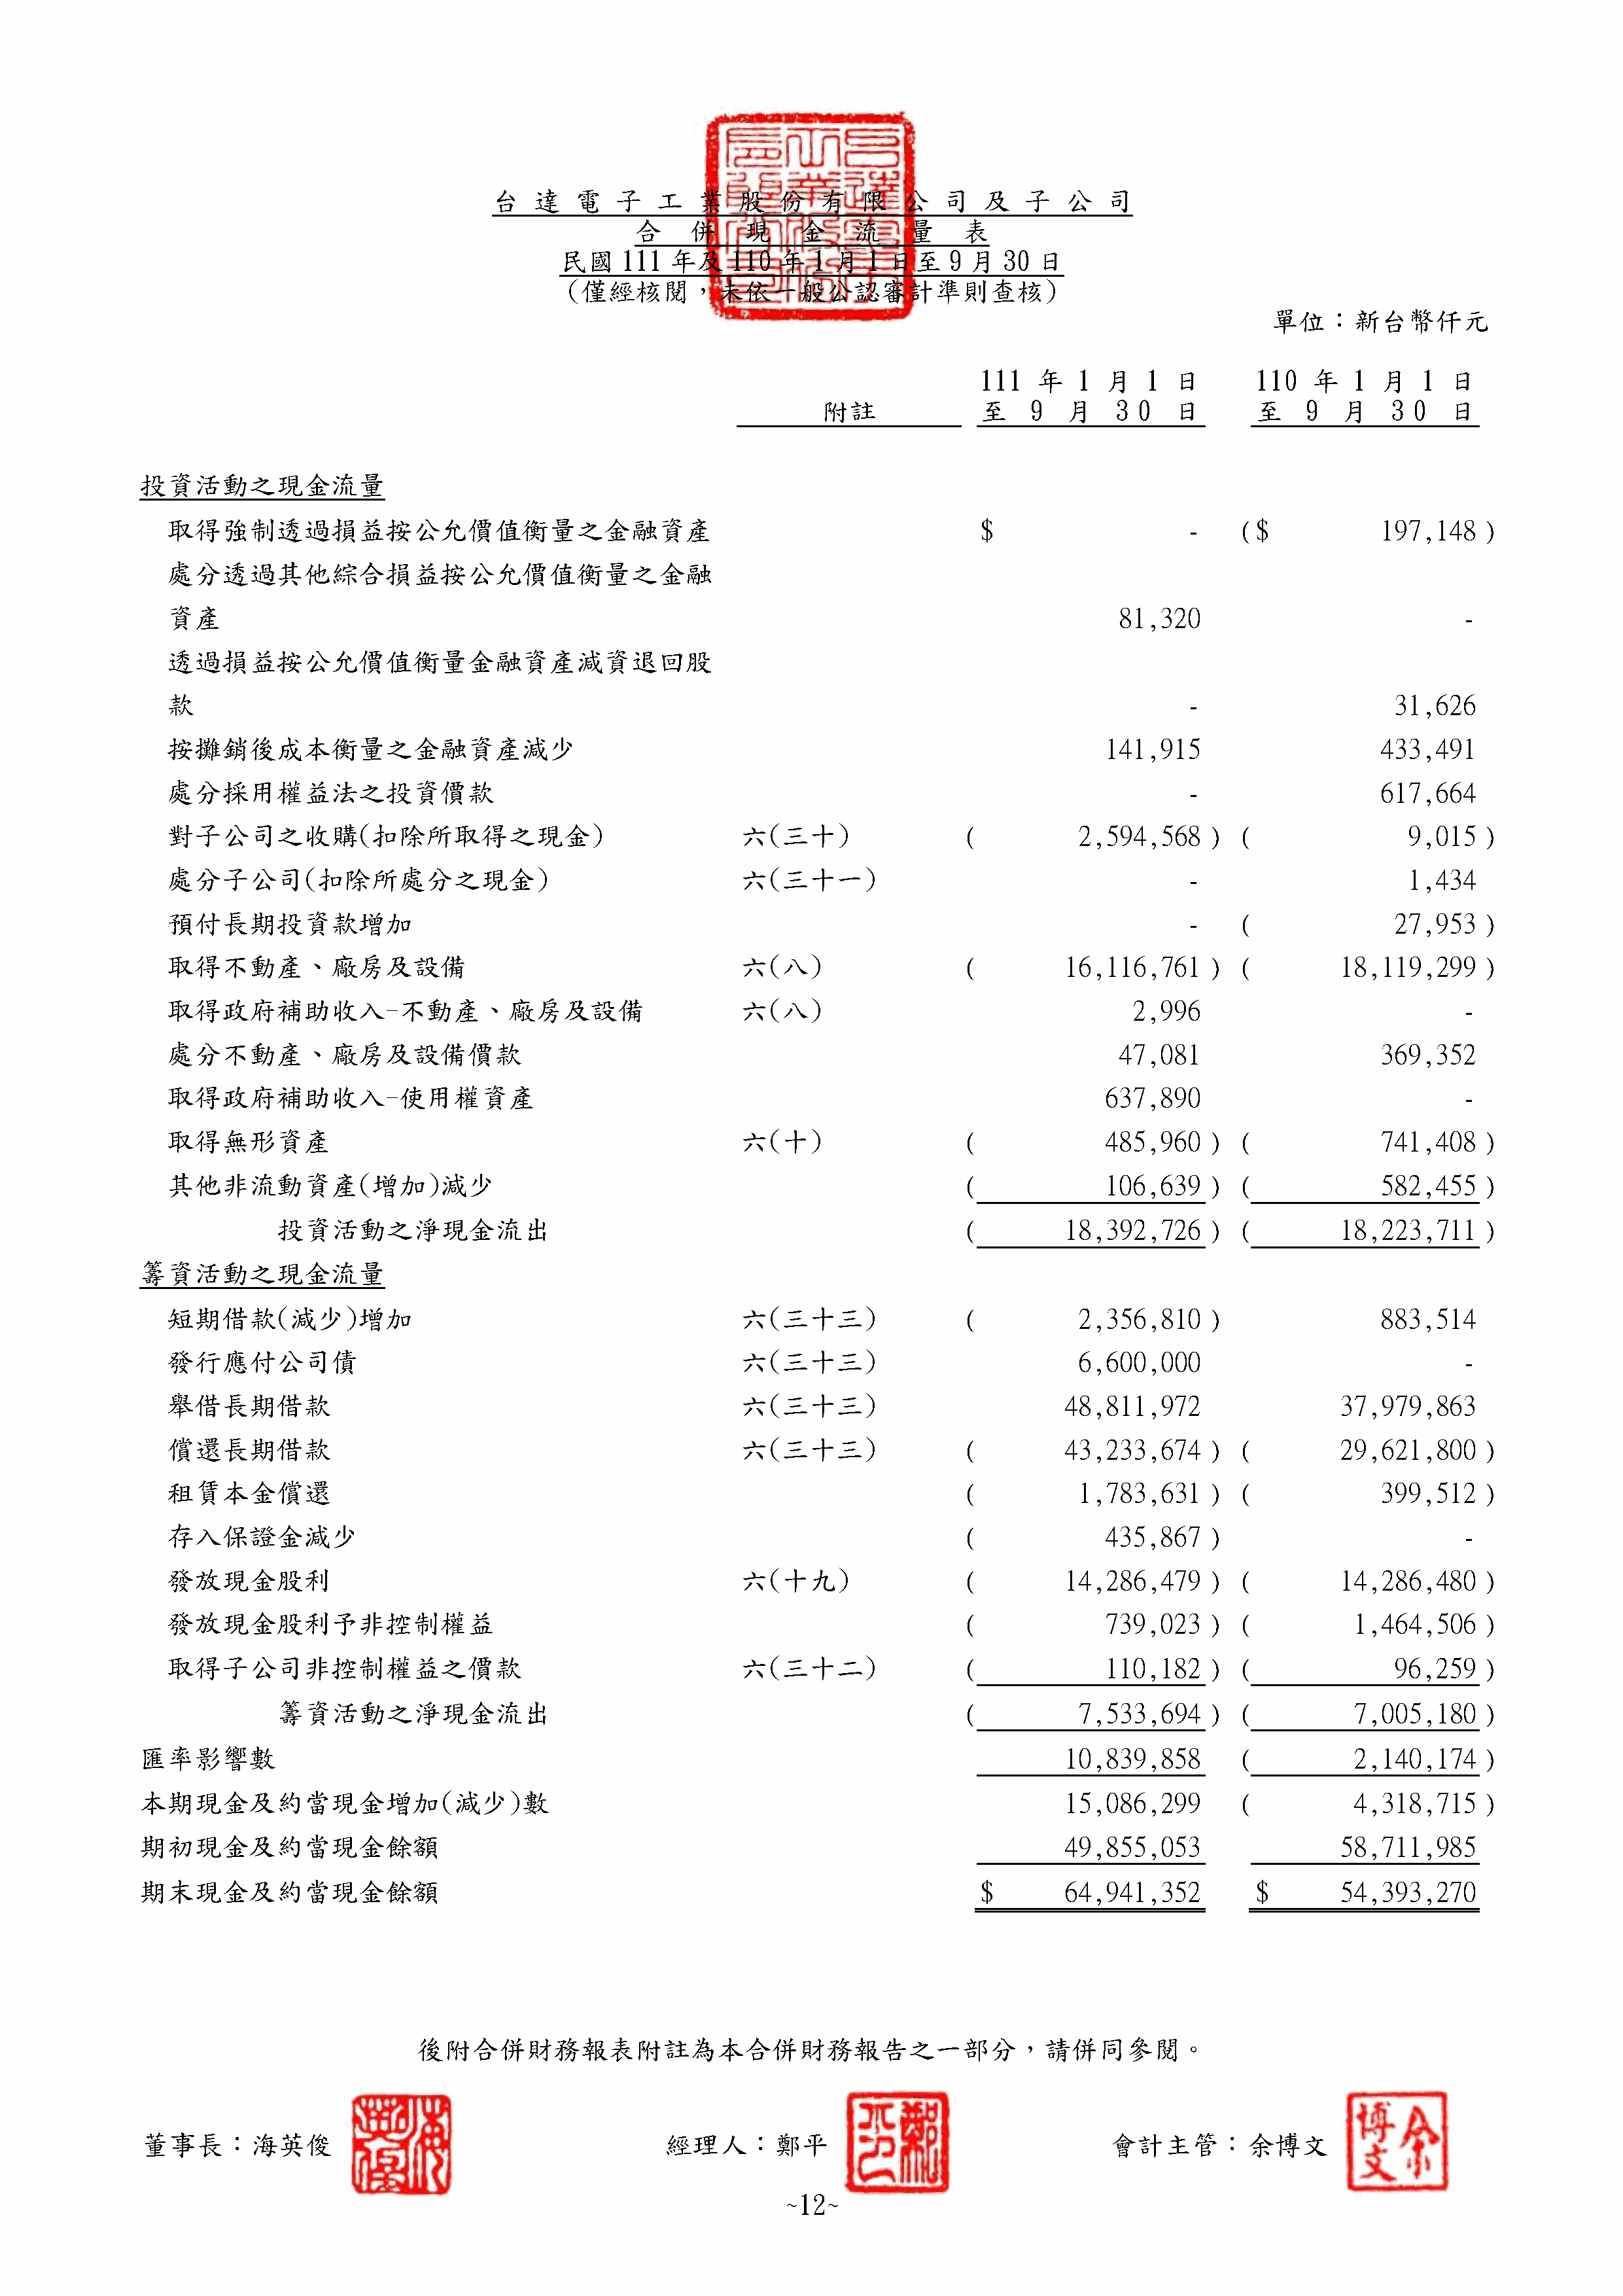 台達電子工業股份有限公司及子公司
合併現金流量表
民國 111 年及 110 年 1 月 1 日至 9 月 30 日
(僅經核閱，未依一般公認審計準則查核)
單位：新台幣仟元
111 年 1 月 1 日 110 年 1 月 1 日
附註 至 9 月 30 日 至 9 月 30 日
投資活動之現金流量
取得強制透過損益按公允價值衡量之金融資產 $ - ($ 197,148 )
處分透過其他綜合損益按公允價值衡量之金融
資產 81,320 -
透過損益按公允價值衡量金融資產減資退回股
款 - 31,626
按攤銷後成本衡量之金融資產減少 141,915 433,491
處分採用權益法之投資價款 - 617,664
對子公司之收購(扣除所取得之現金) 六(三十) ( 2,594,568 ) ( 9,015 )
處分子公司(扣除所處分之現金) 六(三十一) - 1,434
預付長期投資款增加 - ( 27,953 )
取得不動產、廠房及設備 六(八) ( 16,116,761 ) ( 18,119,299 )
取得政府補助收入-不動產、廠房及設備 六(八) 2,996 -
處分不動產、廠房及設備價款 47,081 369,352
取得政府補助收入-使用權資產 637,890 -
取得無形資產 六(十) ( 485,960 ) ( 741,408 )
其他非流動資產(增加)減少 ( 106,639 ) ( 582,455 )
投資活動之淨現金流出 ( 18,392,726 ) ( 18,223,711 )
籌資活動之現金流量
短期借款(減少)增加 六(三十三) ( 2,356,810 ) 883,514
發行應付公司債 六(三十三) 6,600,000 -
舉借長期借款 六(三十三) 48,811,972 37,979,863
償還長期借款 六(三十三) ( 43,233,674 ) ( 29,621,800 )
租賃本金償還 ( 1,783,631 ) ( 399,512 )
存入保證金減少 ( 435,867 ) -
發放現金股利 六(十九) ( 14,286,479 ) ( 14,286,480 )
發放現金股利予非控制權益 ( 739,023 ) ( 1,464,506 )
取得子公司非控制權益之價款 六(三十二) ( 110,182 ) ( 96,259 )
籌資活動之淨現金流出 ( 7,533,694 ) ( 7,005,180 )
匯率影響數 10,839,858 ( 2,140,174 )
本期現金及約當現金增加(減少)數 15,086,299 ( 4,318,715 )
期初現金及約當現金餘額 49,855,053 58,711,985
期末現金及約當現金餘額 $ 64,941,352 $ 54,393,270
後附合併財務報表附註為本合併財務報告之一部分，請併同參閱。
董事長：海英俊 經理人：鄭平 會計主管：余博文
~12~